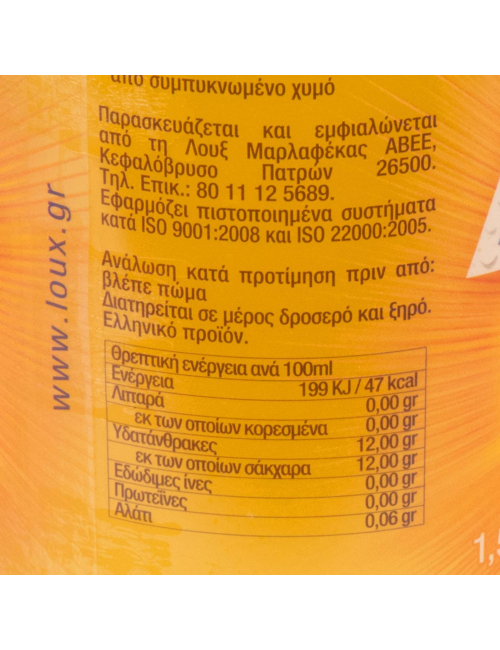 από συμπυκνωμένο χυμό
Παρασκευάζεται και εμφιαλώνεται
από τη Λουξ Μαρλαφέκας ΑΒΕΕ,
Κεφαλόβρυσο Πατρών 26500.
Τηλ. Επικ.: 80 11 12 5689.
Εφαρμόζει πιστοποιημένα συστήματα
κατά ISO 9001:2008 και ISO 22000:2005.
Ανάλωση κατά προτίμηση πριν από:
βλέπε πώμα
Διατηρείται σε μέρος δροσερό και ξηρό.
Ελληνικό προϊόν.
Θρεπτική ενέργεια ανά 100ml
Ενέργεια 199 KJ / 47 kcal
Λιπαρά 0,00 gr
εκ των οποίων κορεσμένα 0,00 gr
Υδατάνθρακες 12,00 gr
εκ των οποίων σάκχαρα 12,00 gr
Εδώδιμες ίνες 0,00 gr
Πρωτεΐνες 0,00 gr
Αλάτι 0,06 gr
www.loux.gr